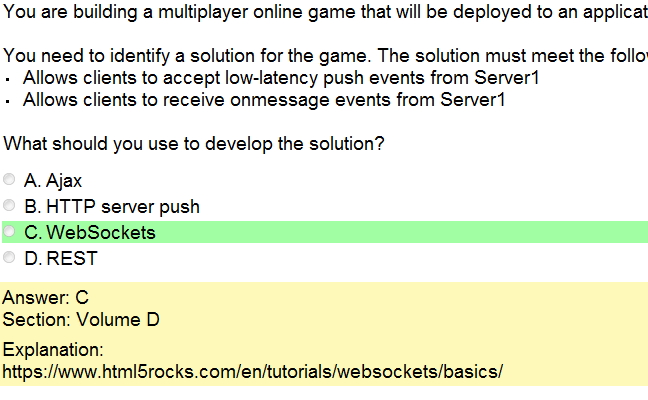 You are building a multiplayer online game that will be deployed to an applicat
You need to identify a solution for the game. The solution must meet the follo
· Allows clients to accept low-latency push events from Server1
· Allows clients to receive onmessage events from Server1
What should you use to develop the solution?
A. Ajax
B. HTTP server push
C. WebSockets
D. REST
Answer: C
Section: Volume D
Explanation:
https://www.html5rocks.com/en/tutorials/websockets/basics/